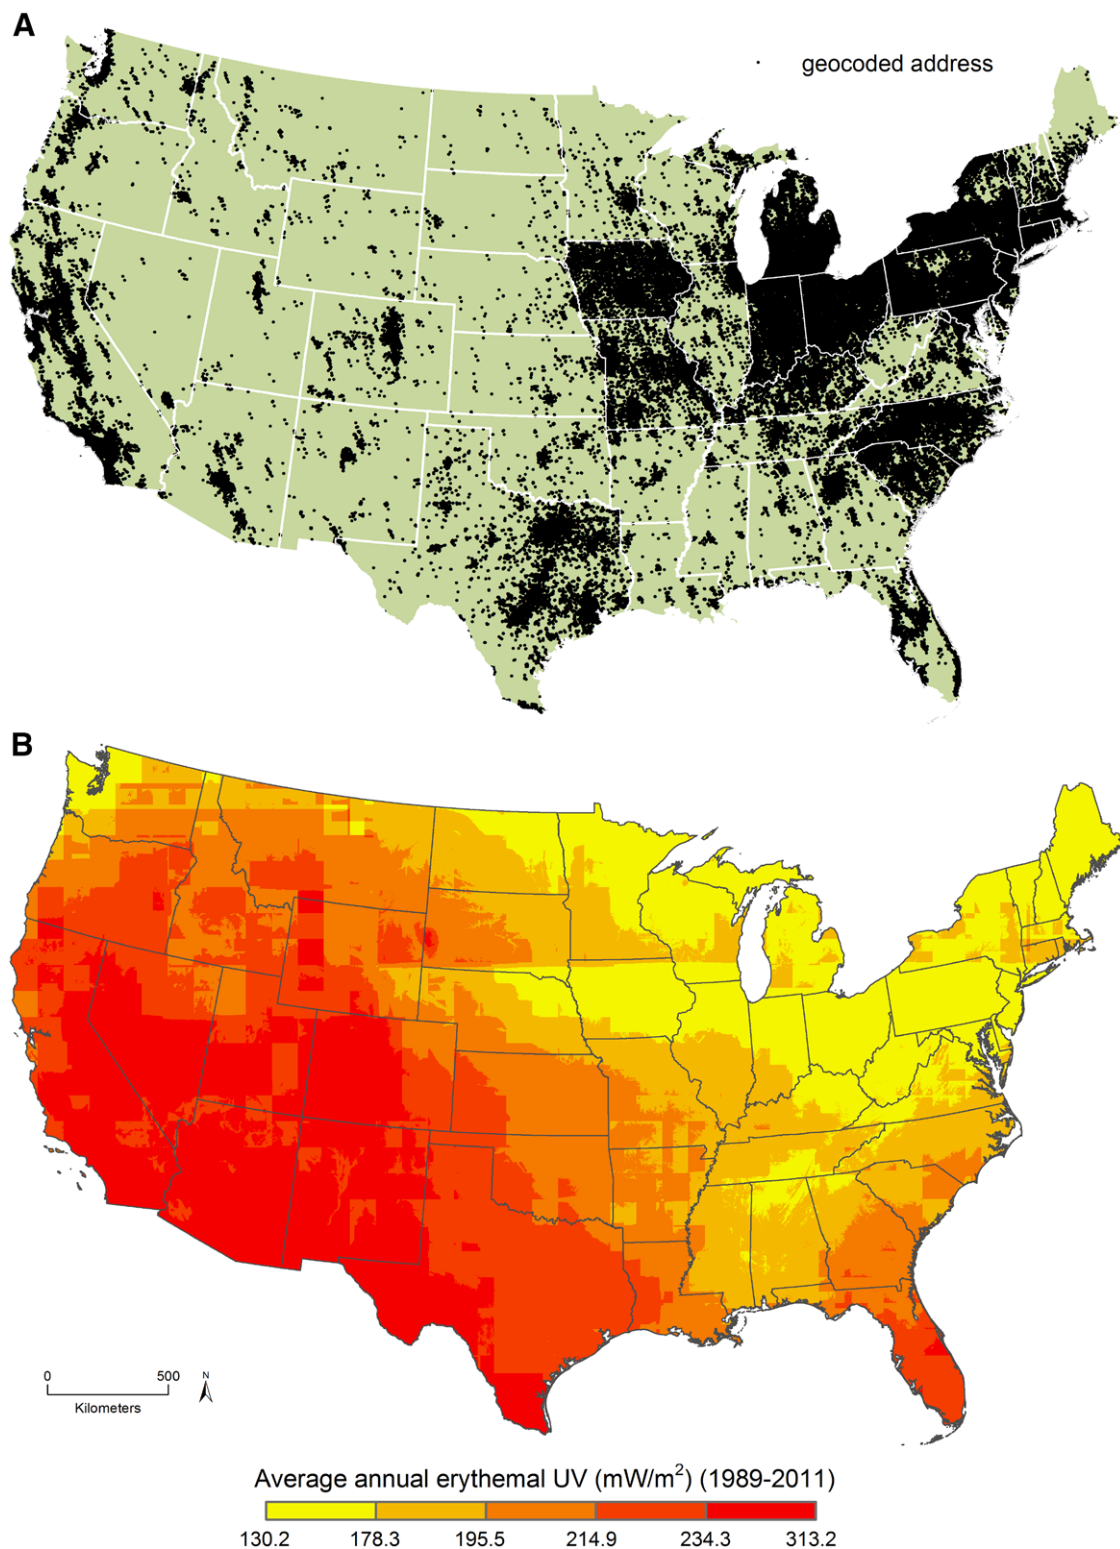 A
geocoded address
B
0 500
N
Kilometers
Average annual erythemal UV (mW/m²) (1989-2011)
130.2 178.3 195.5 214.9 234.3 313.2